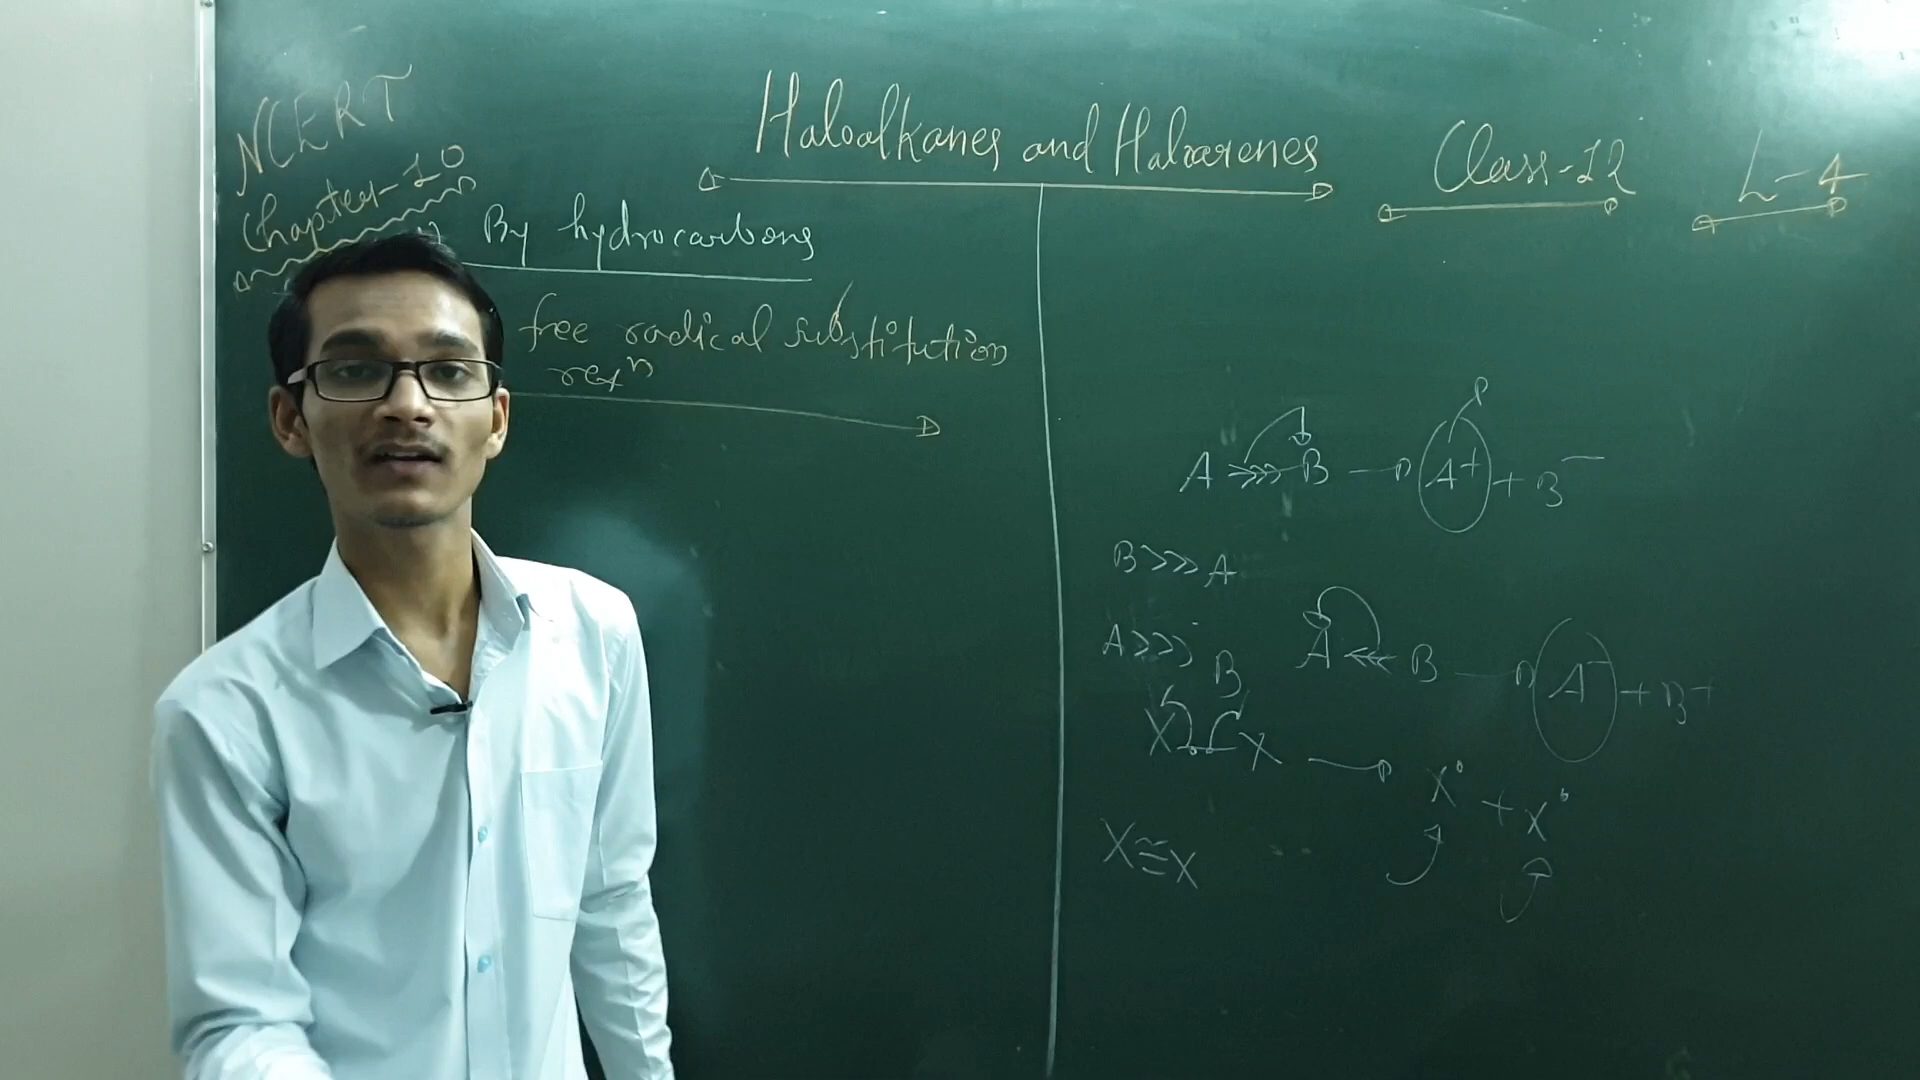 NCERT
Chapter-10
Haloalkanes and Haloarenes
Class-12
L-4
By hydrocarbons
free radical substitution
rexⁿ
A >>> B → A⁺ + B⁻
B >>> A
A >>> B
A <<< B → A⁻ + B⁺
X — X → X• + X•
X ≅ X